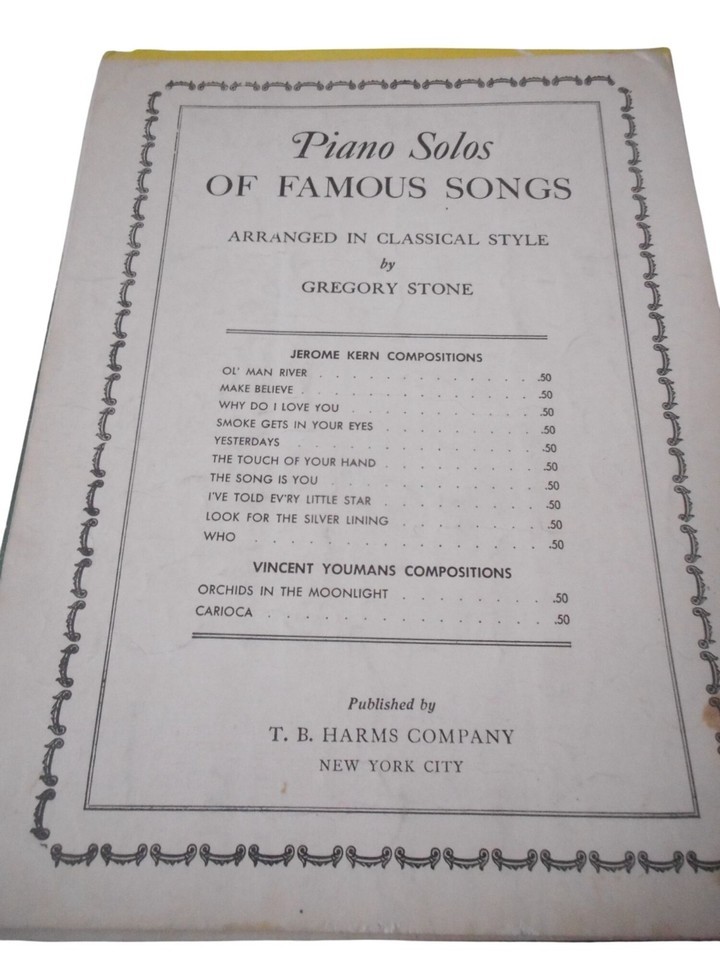 Piano Solos
OF FAMOUS SONGS
ARRANGED IN CLASSICAL STYLE
by
GREGORY STONE
JEROME KERN COMPOSITIONS
OL' MAN RIVER . . . . . . . . . . . . . .50
MAKE BELIEVE . . . . . . . . . . . . . .50
WHY DO I LOVE YOU . . . . . . . . . . . .50
SMOKE GETS IN YOUR EYES . . . . . . . . .50
YESTERDAYS . . . . . . . . . . . . . . .50
THE TOUCH OF YOUR HAND . . . . . . . . .50
THE SONG IS YOU . . . . . . . . . . . . .50
I'VE TOLD EV'RY LITTLE STAR . . . . . . . .50
LOOK FOR THE SILVER LINING . . . . . . . .50
WHO . . . . . . . . . . . . . . . . .50
VINCENT YOUMANS COMPOSITIONS
ORCHIDS IN THE MOONLIGHT . . . . . . . . .50
CARIOCA . . . . . . . . . . . . . . . .50
Published by
T. B. HARMS COMPANY
NEW YORK CITY